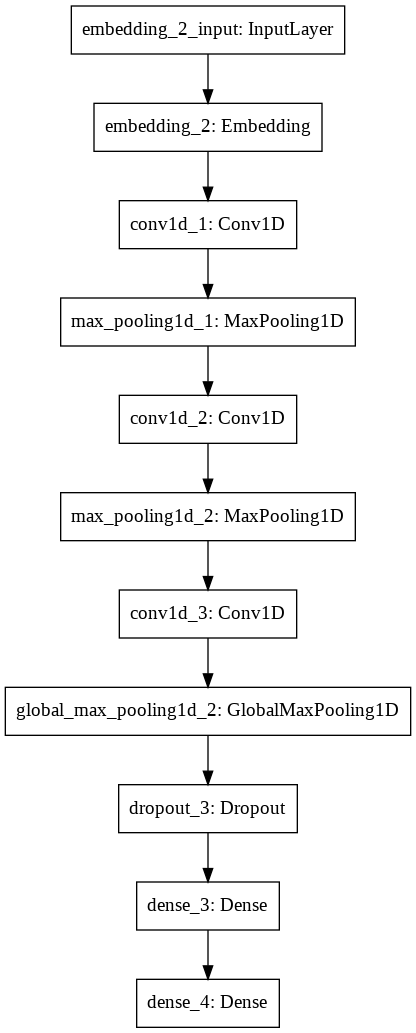 embedding_2_input: InputLayer
embedding_2: Embedding
conv1d_1: Conv1D
max_pooling1d_1: MaxPooling1D
conv1d_2: Conv1D
max_pooling1d_2: MaxPooling1D
conv1d_3: Conv1D
global_max_pooling1d_2: GlobalMaxPooling1D
dropout_3: Dropout
dense_3: Dense
dense_4: Dense